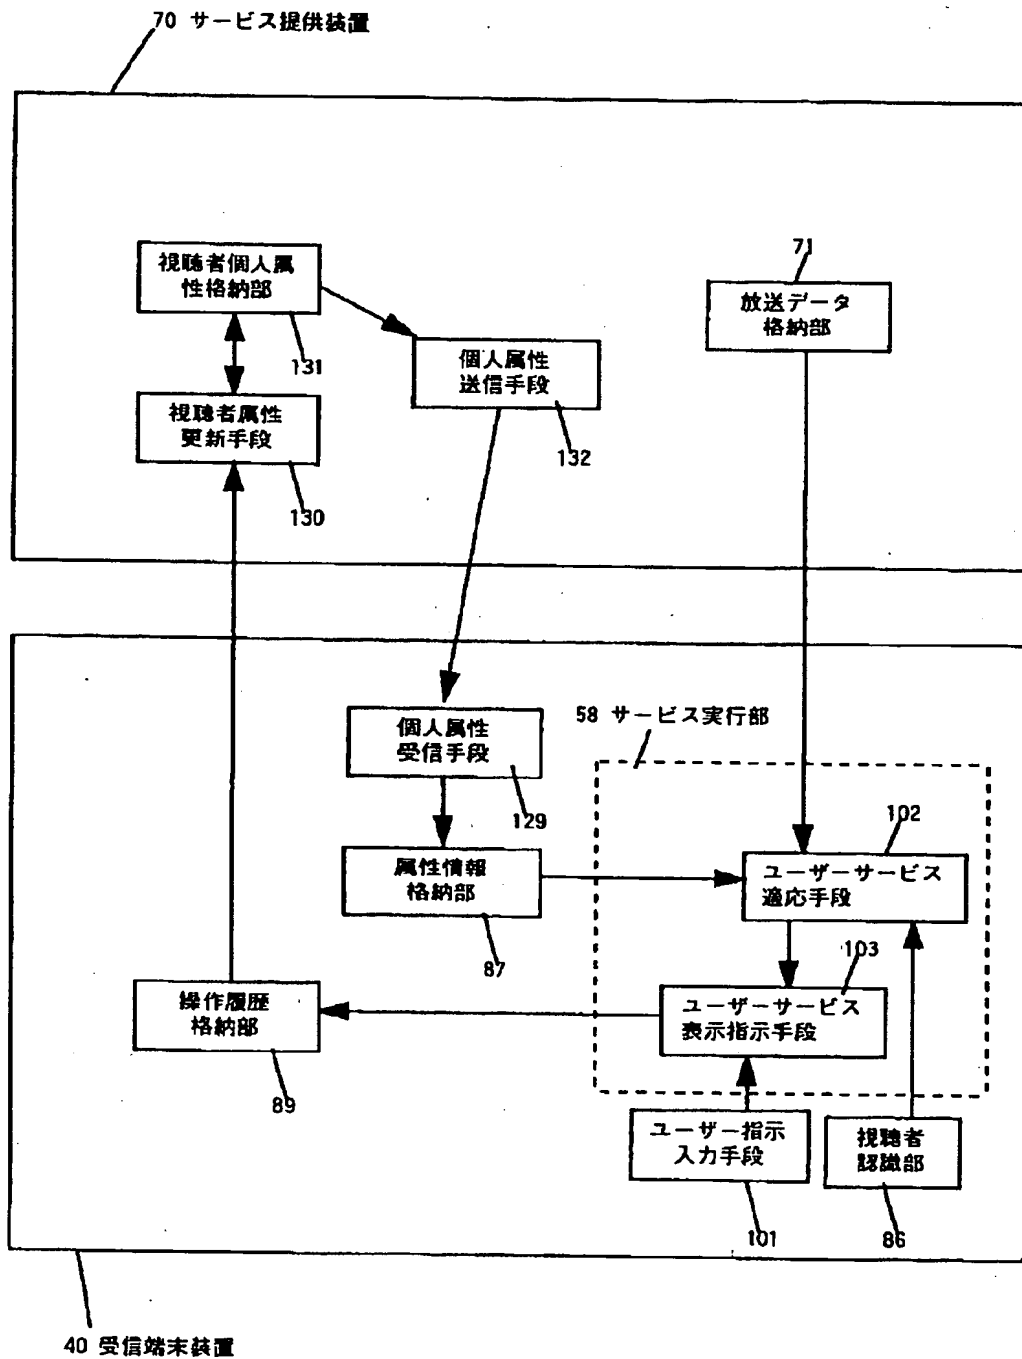 70 サービス提供装置
視聴者個人属
性格納部
131
71
放送データ
格納部
個人属性
送信手段
132
視聴者属性
更新手段
130
58 サービス実行部
個人属性
受信手段
129
102
ユーザーサービス
適応手段
属性情報
格納部
87
103
ユーザーサービス
表示指示手段
操作履歴
格納部
89
ユーザー指示
入力手段
101
視聴者
認識部
86
40 受信端末装置